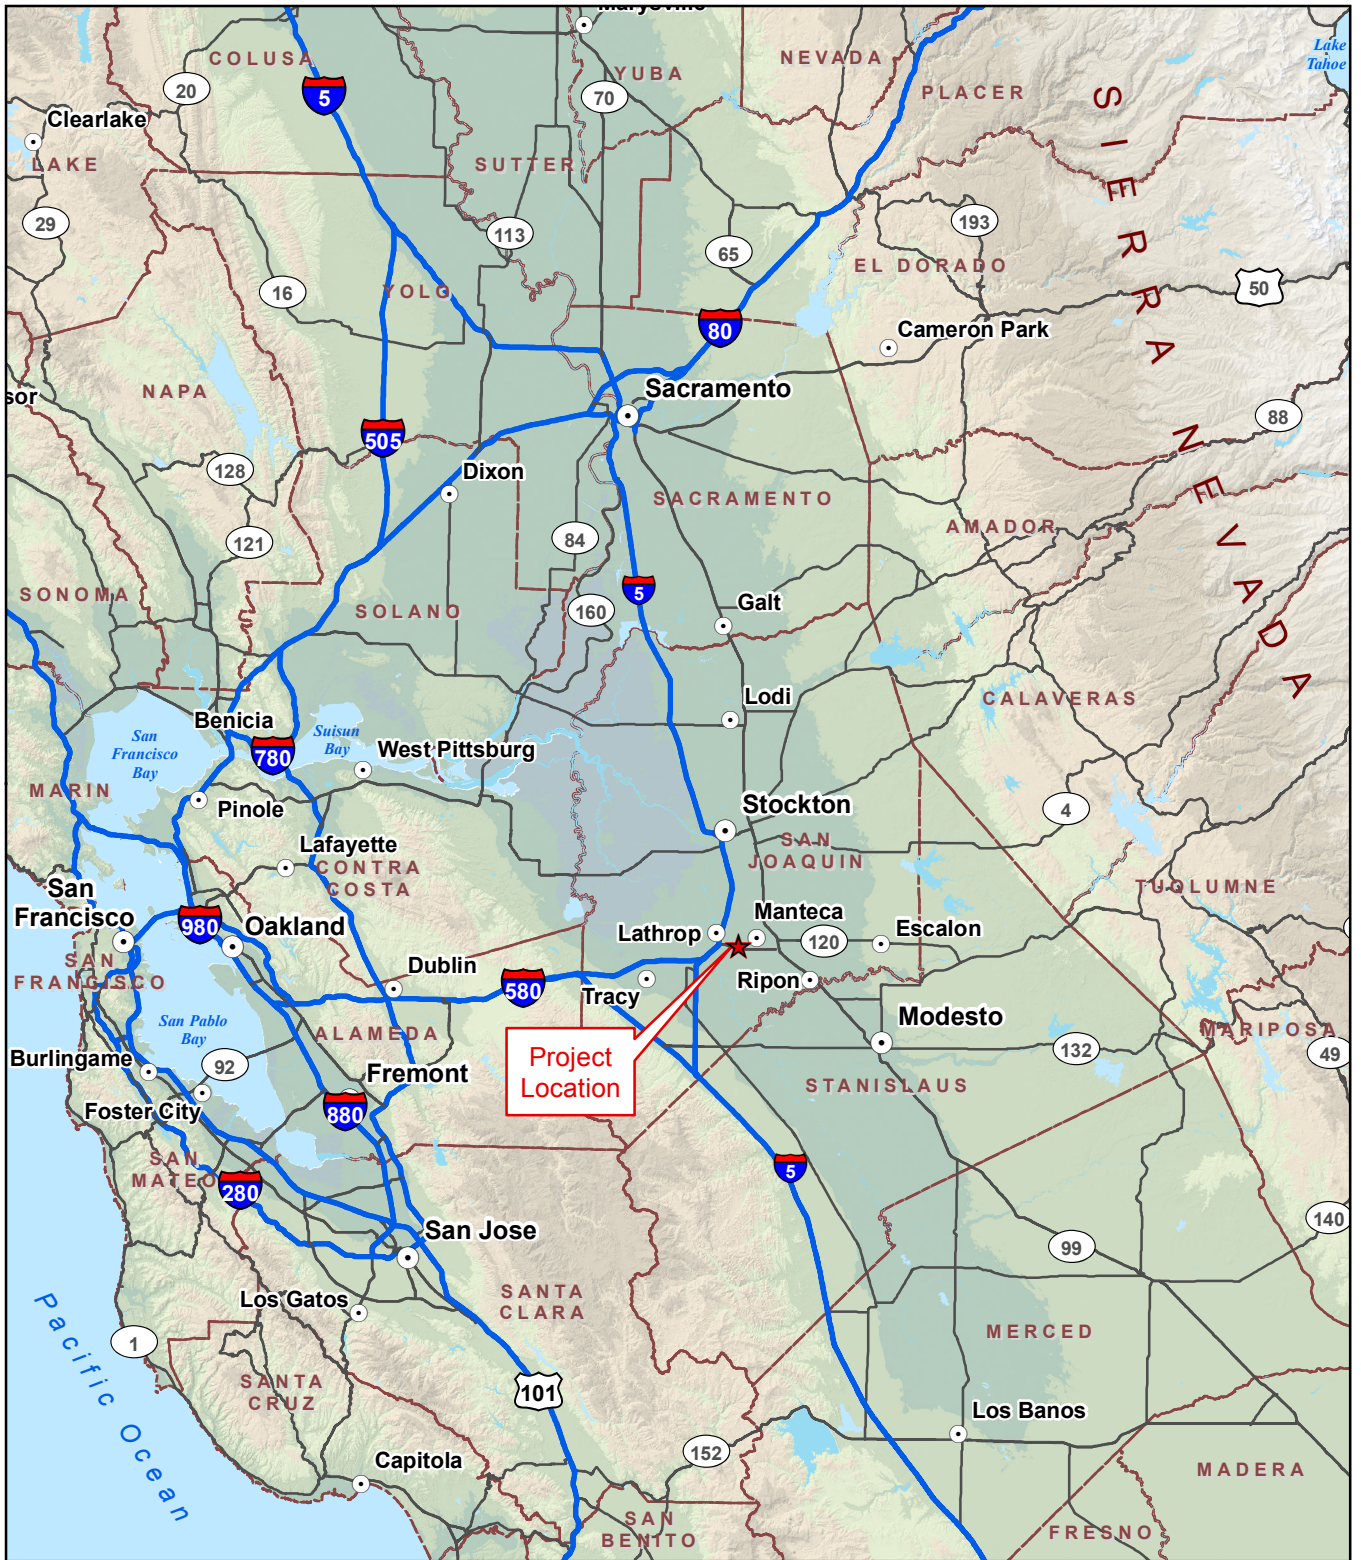 Marysville
COLUSA
NEVADA
Lake
Tahoe
5
YUBA
20
70
PLACER
Clearlake
LAKE
SUTTER
SIERRA NEVADA
29
113
193
65
EL DORADO
16
YOLO
50
80
Cameron Park
NAPA
sor
Sacramento
88
505
128
Dixon
SACRAMENTO
AMADOR
121
84
SONOMA
SOLANO
160
5
Galt
CALAVERAS
Lodi
Benicia
San
Francisco
Bay
Suisun
Bay
780
West Pittsburg
MARIN
Pinole
Stockton
4
SAN
JOAQUIN
Lafayette
CONTRA
COSTA
TUOLUMNE
San
Francisco
980
Oakland
Lathrop
Manteca
120
Escalon
SAN
FRANCISCO
Dublin
580
Tracy
Ripon
San Pablo
Bay
ALAMEDA
Modesto
MARIPOSA
Burlingame
92
Fremont
Project
Location
132
49
Foster City
880
STANISLAUS
SAN
MATEO
280
5
San Jose
140
99
SANTA
CLARA
Los Gatos
Pacific Ocean
1
MERCED
SANTA
CRUZ
101
Los Banos
152
Capitola
MADERA
SAN
BENITO
FRESNO